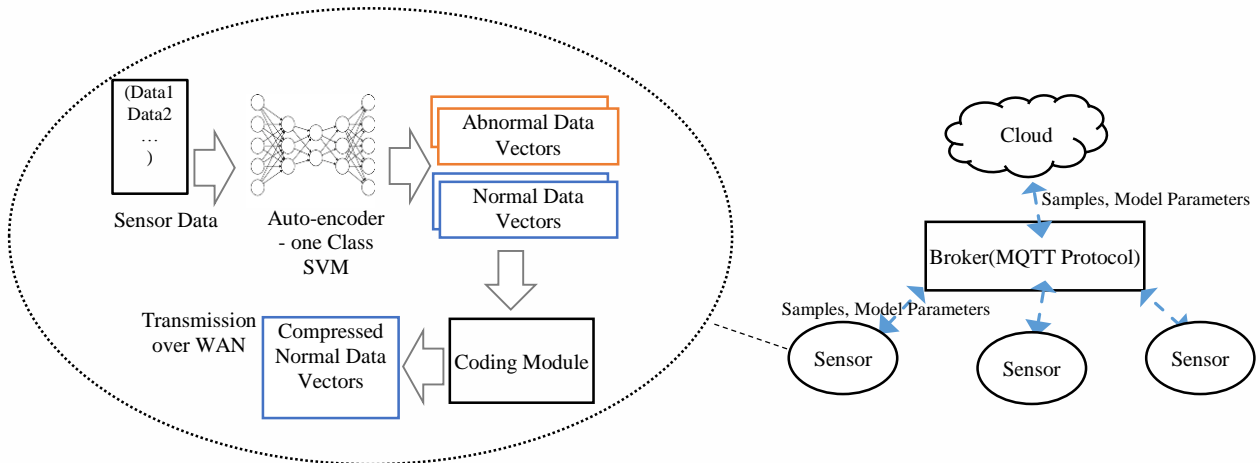 (Data1
Data2
…
)
Sensor Data
Auto-encoder
- one Class
SVM
Abnormal Data
Vectors
Normal Data
Vectors
Coding Module
Compressed
Normal Data
Vectors
Transmission
over WAN
Cloud
Samples, Model Parameters
Broker(MQTT Protocol)
Samples, Model Parameters
Sensor
Sensor
Sensor